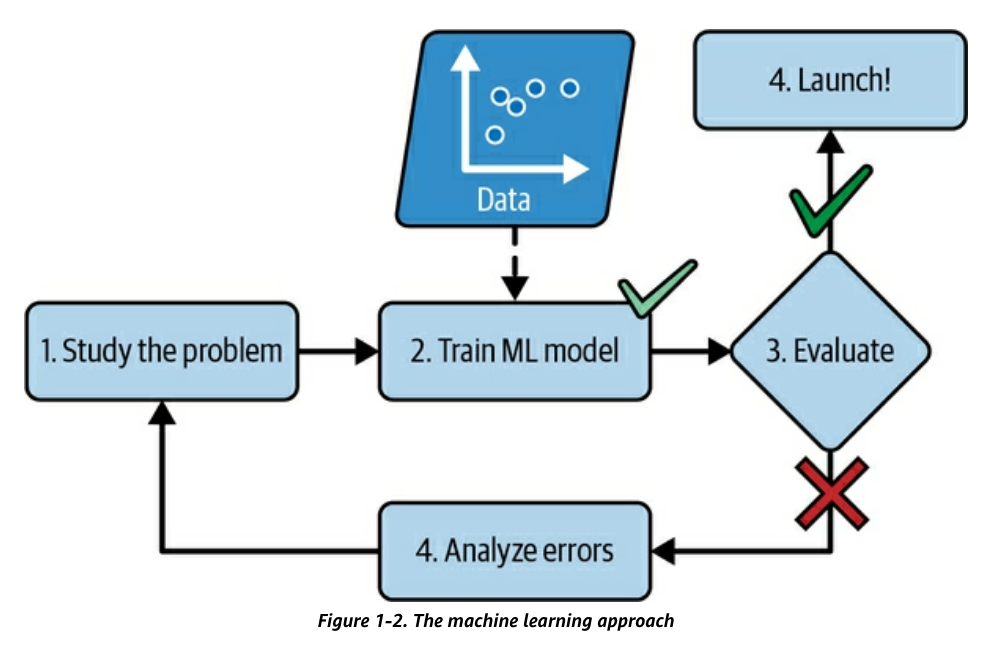 Data
4. Launch!
1. Study the problem
2. Train ML model
3. Evaluate
4. Analyze errors
Figure 1-2. The machine learning approach